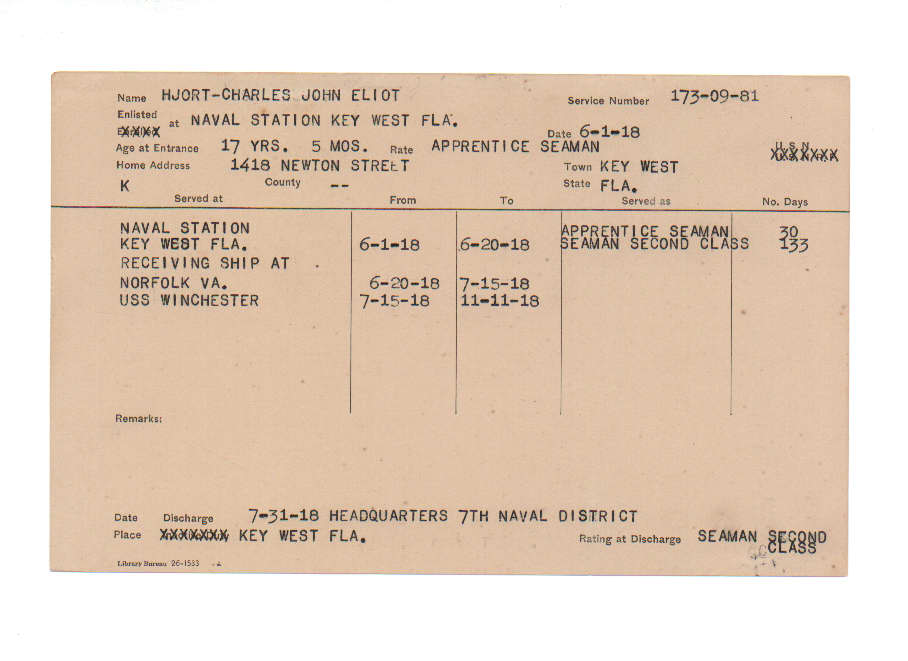 Name HJORT-CHARLES JOHN ELIOT Service Number 173-09-81
Enlisted at NAVAL STATION KEY WEST FLA. Date 6-1-18
Age at Entrance 17 YRS. 5 MOS. Rate APPRENTICE SEAMAN U.S.N.
Home Address 1418 NEWTON STREET Town KEY WEST
K County -- State FLA.
Served at From To Served as No. Days
NAVAL STATION APPRENTICE SEAMAN 30
KEY WEST FLA. 6-1-18 6-20-18 SEAMAN SECOND CLASS 133
RECEIVING SHIP AT
NORFOLK VA. 6-20-18 7-15-18
USS WINCHESTER 7-15-18 11-11-18
Remarks:
Date Discharge 7-31-18 HEADQUARTERS 7TH NAVAL DISTRICT
Place XXXXXXX KEY WEST FLA. Rating at Discharge SEAMAN SECOND
CLASS
Library Bureau 26-1533